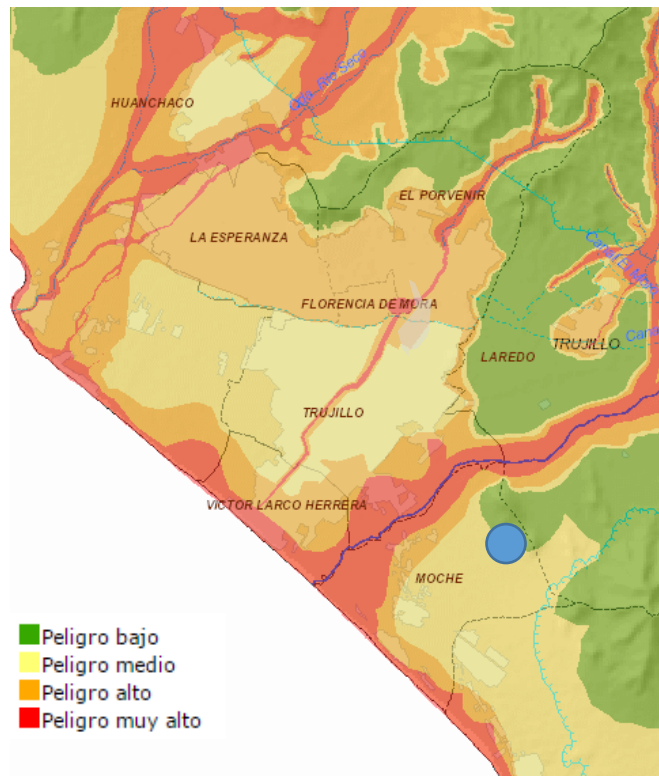 HUANCHACO
Qda. Rio Seco
EL PORVENIR
LA ESPERANZA
FLORENCIA DE MORA
TRUJILLO
LAREDO
TRUJILLO
VICTOR LARCO HERRERA
MOCHE
Peligro bajo
Peligro medio
Peligro alto
Peligro muy alto